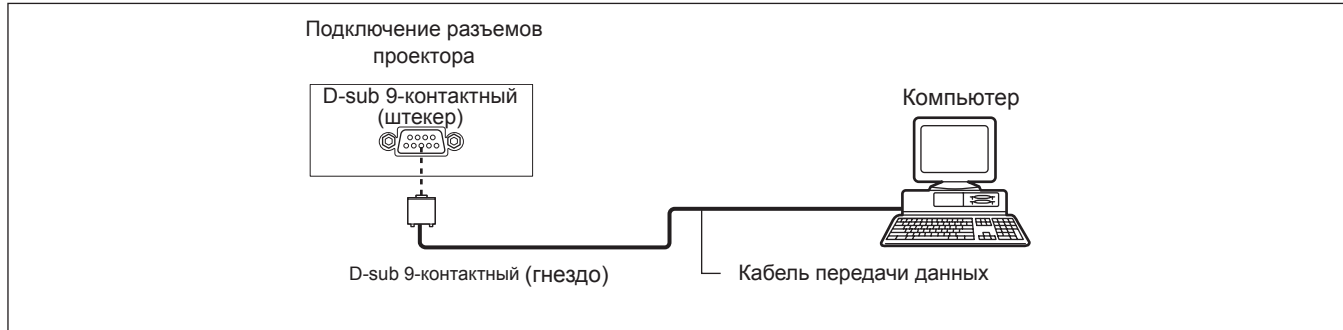 Подключение разъемов
проектора
D-sub 9-контактный
(штекер)
Компьютер
D-sub 9-контактный (гнездо)
Кабель передачи данных